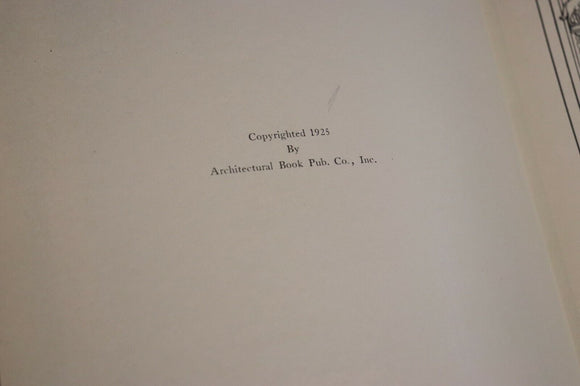 Copyrighted 1925
By
Architectural Book Pub. Co., Inc.